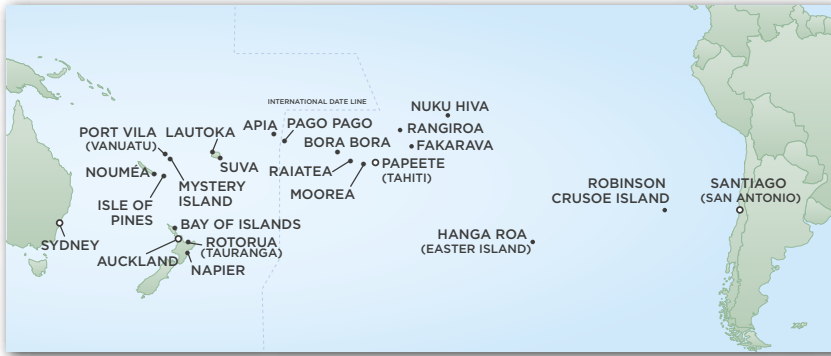 INTERNATIONAL DATE LINE
NUKU HIVA
APIA
PAGO PAGO
RANGIROA
PORT VILA
(VANUATU)
LAUTOKA
BORA BORA
FAKARAVA
NOUMÉA
SUVA
RAIATEA
PAPEETE
(TAHITI)
MYSTERY
ISLAND
MOOREA
ISLE OF
PINES
ROBINSON
CRUSOE ISLAND
SANTIAGO
(SAN ANTONIO)
BAY OF ISLANDS
SYDNEY
ROTORUA
(TAURANGA)
HANGA ROA
(EASTER ISLAND)
AUCKLAND
NAPIER